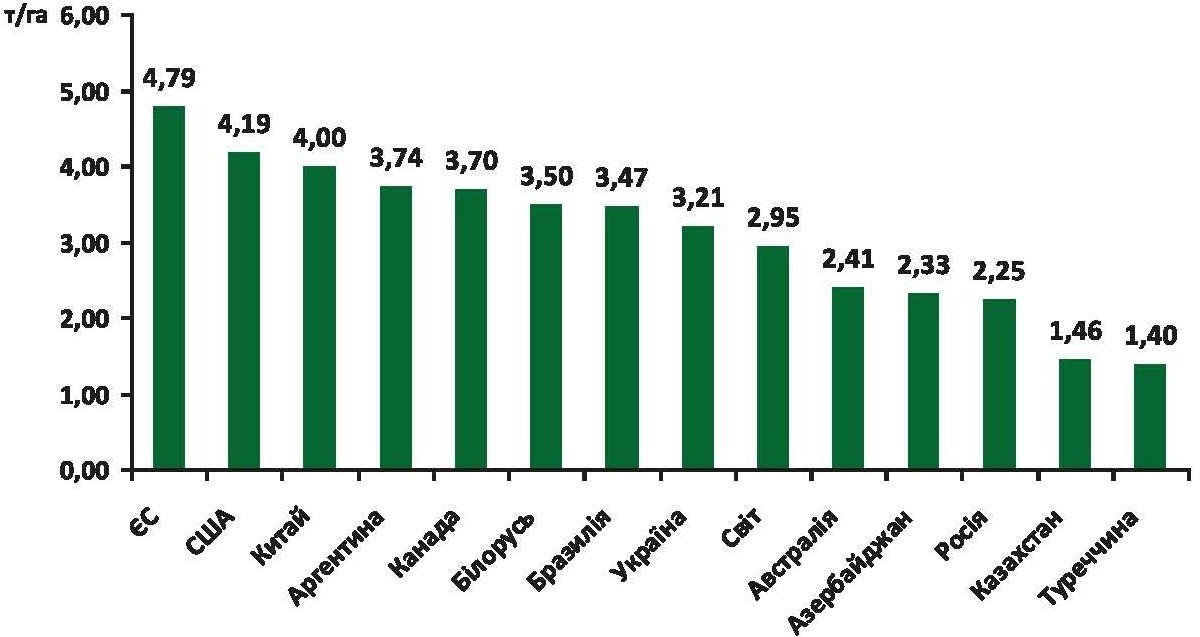 т/га
6,00
5,00
4,00
3,00
2,00
1,00
0,00
4,79
4,19
4,00
3,74
3,70
3,50
3,47
3,21
2,95
2,41
2,33
2,25
1,46
1,40
ЄС
США
Китай
Аргентина
Канада
Білорусь
Бразилія
Україна
Світ
Австралія
Азербайджан
Росія
Казахстан
Туреччина